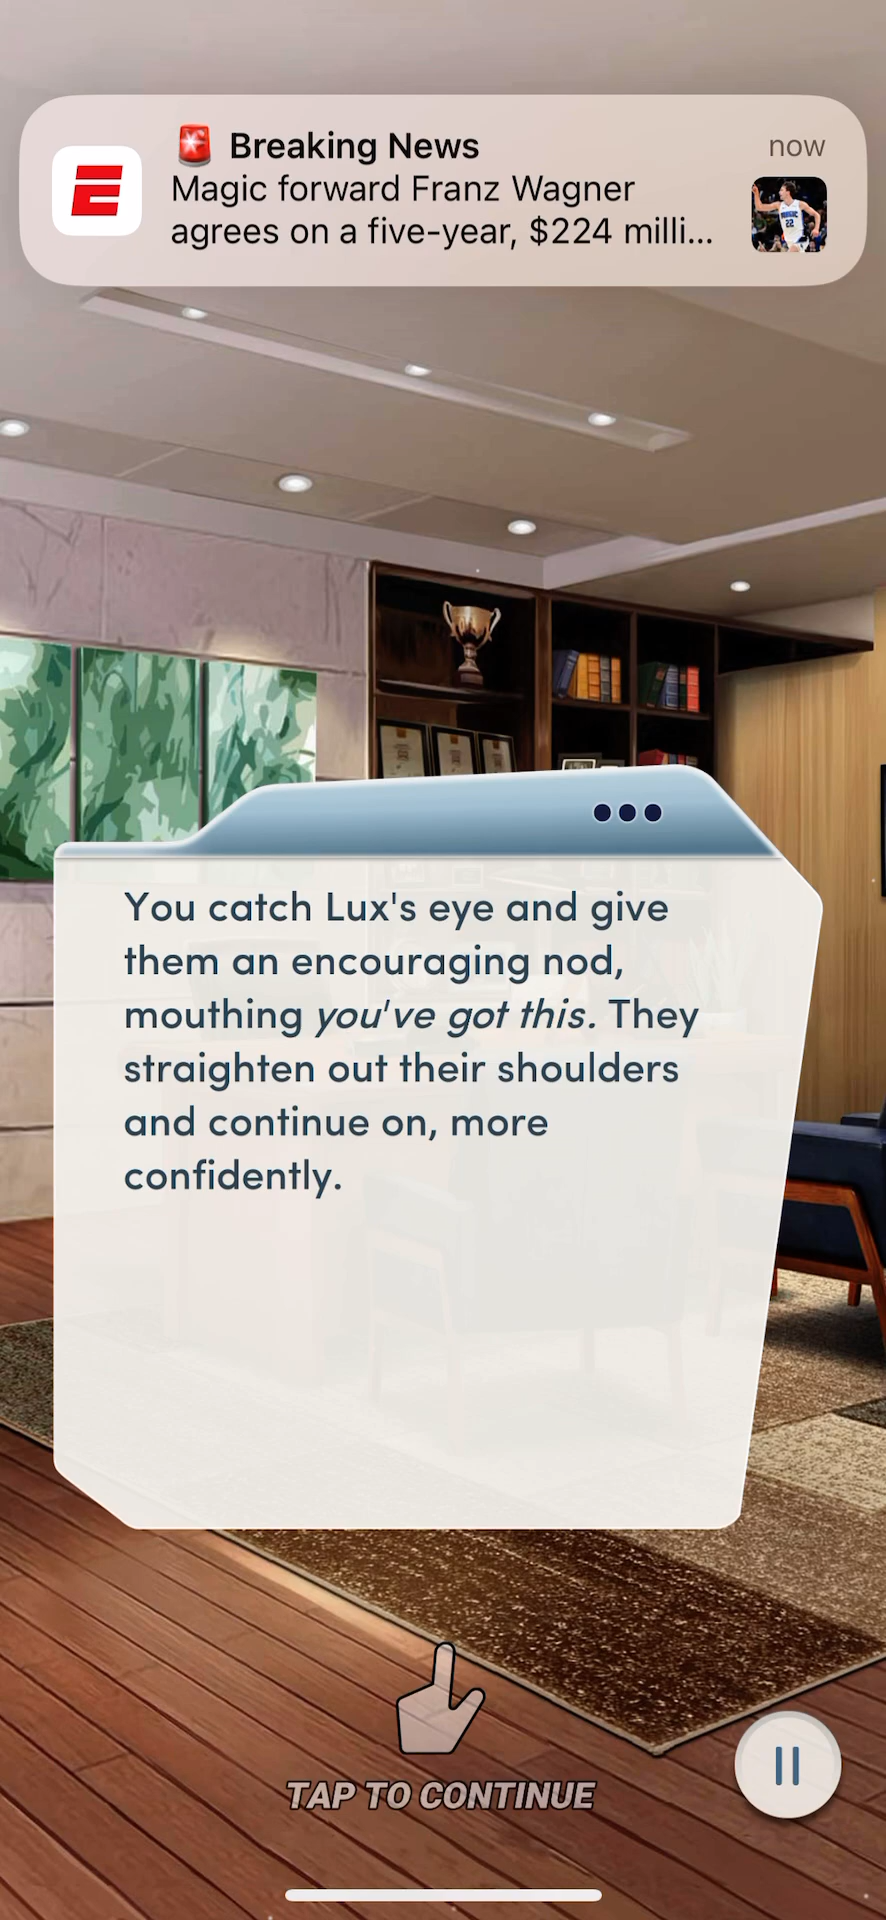 🚨 Breaking News
now
Magic forward Franz Wagner
agrees on a five-year, $224 milli...
MAGIC
22
You catch Lux's eye and give
them an encouraging nod,
mouthing you've got this. They
straighten out their shoulders
and continue on, more
confidently.
TAP TO CONTINUE